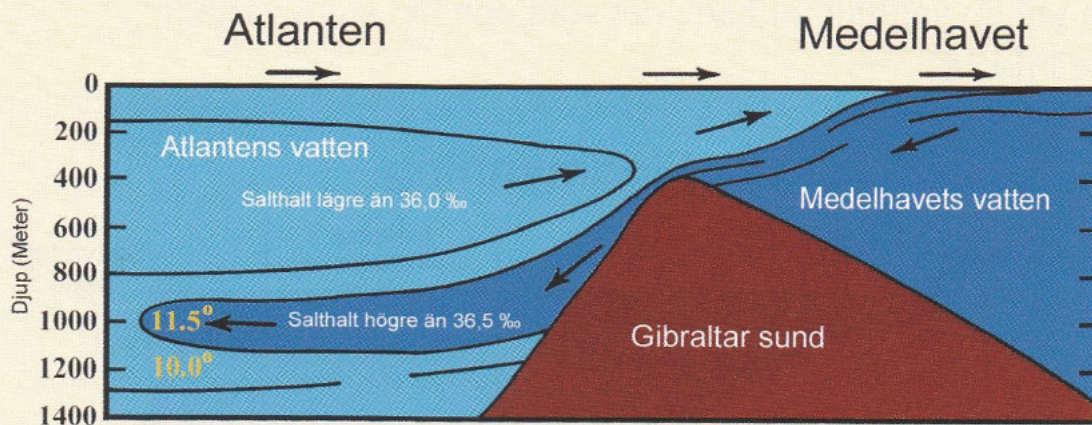 Atlanten
Medelhavet
0
200
400
600
800
1000
1200
1400
Djup (Meter)
Atlantens vatten
Salthalt lägre än 36,0 ‰
Medelhavets vatten
11.5°
Salthalt högre än 36,5 ‰
10.0°
Gibraltar sund